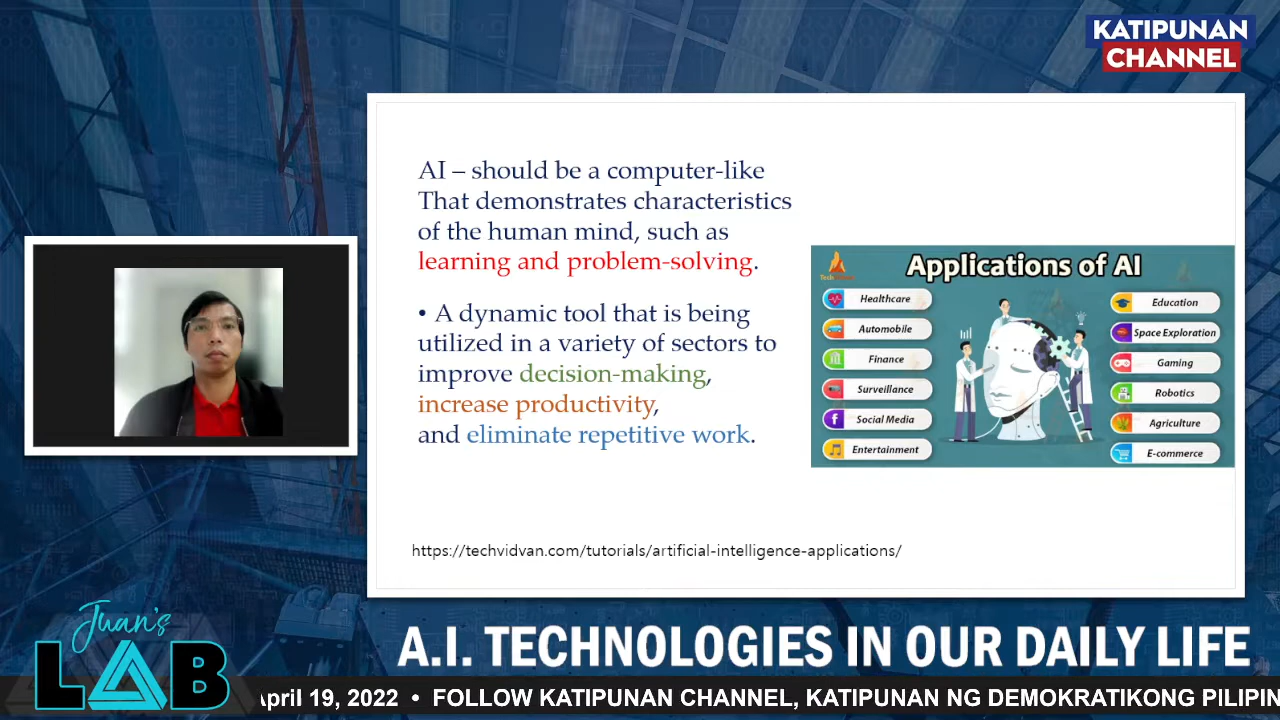 KATIPUNAN
CHANNEL
AI – should be a computer-like
That demonstrates characteristics
of the human mind, such as
learning and problem-solving.
• A dynamic tool that is being
utilized in a variety of sectors to
improve decision-making,
increase productivity,
and eliminate repetitive work.
Applications of AI
Healthcare
Automobile
Finance
Surveillance
Social Media
Entertainment
Education
Space Exploration
Gaming
Robotics
Agriculture
E-commerce
https://techvidvan.com/tutorials/artificial-intelligence-applications/
Juan's
LAB
A.I. TECHNOLOGIES IN OUR DAILY LIFE
April 19, 2022 • FOLLOW KATIPUNAN CHANNEL, KATIPUNAN NG DEMOKRATIKONG PILIPIN